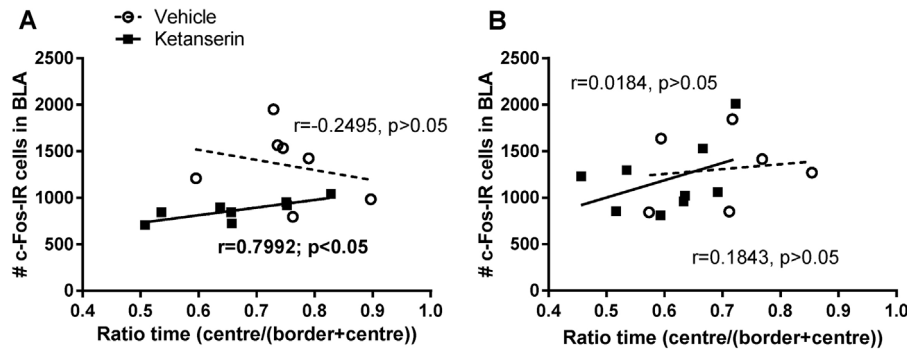 A
Vehicle
Ketanserin
# c-Fos-IR cells in BLA
2500
2000
1500
1000
500
0
r=-0.2495, p>0.05
r=0.7992; p<0.05
0.4 0.5 0.6 0.7 0.8 0.9 1.0
Ratio time (centre/(border+centre))
B
# c-Fos-IR cells in BLA
2500
2000
1500
1000
500
0
r=0.0184, p>0.05
r=0.1843, p>0.05
0.4 0.5 0.6 0.7 0.8 0.9 1.0
Ratio time (centre/(border+centre))